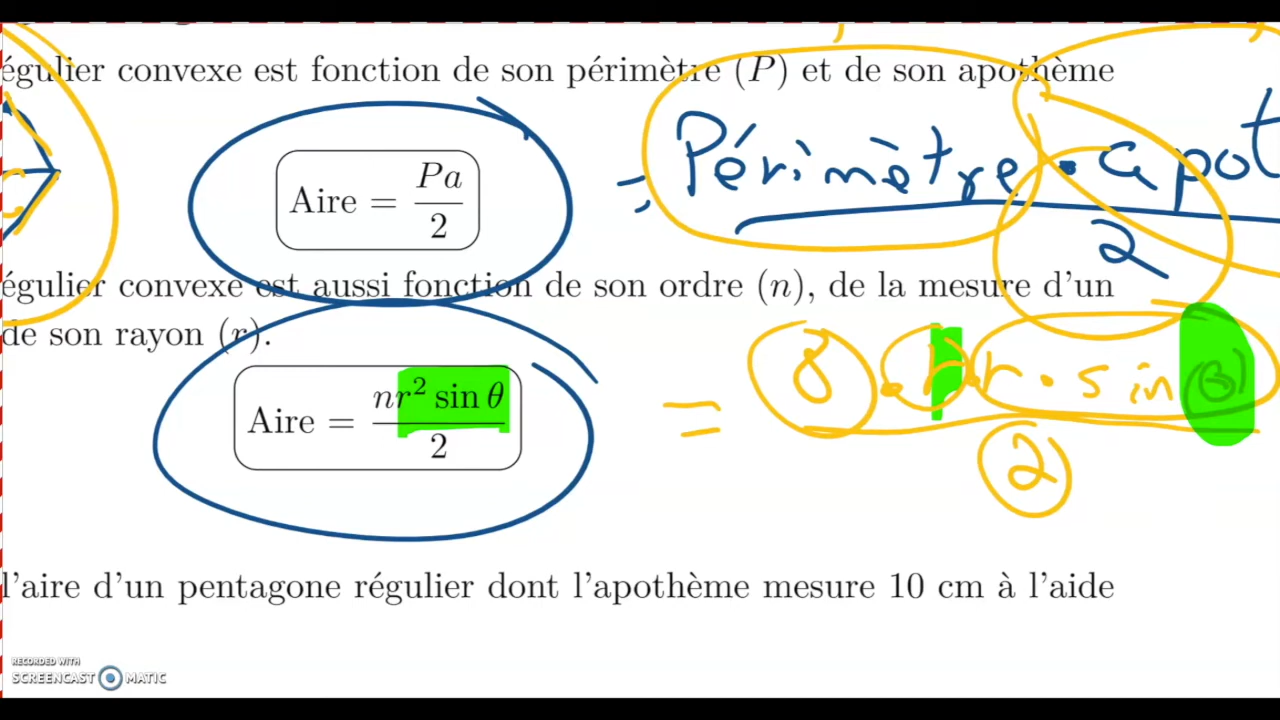 égulier convexe est fonction de son périmètre (P) et de son apothème
Aire = Pa/2
= Périmètre · apot
2
égulier convexe est aussi fonction de son ordre (n), de la mesure d'un
de son rayon (r).
Aire = nr² sin θ/2
= 8 · r · r · sin
2
l'aire d'un pentagone régulier dont l'apothème mesure 10 cm à l'aide
RECORDED WITH
SCREENCAST MATIC